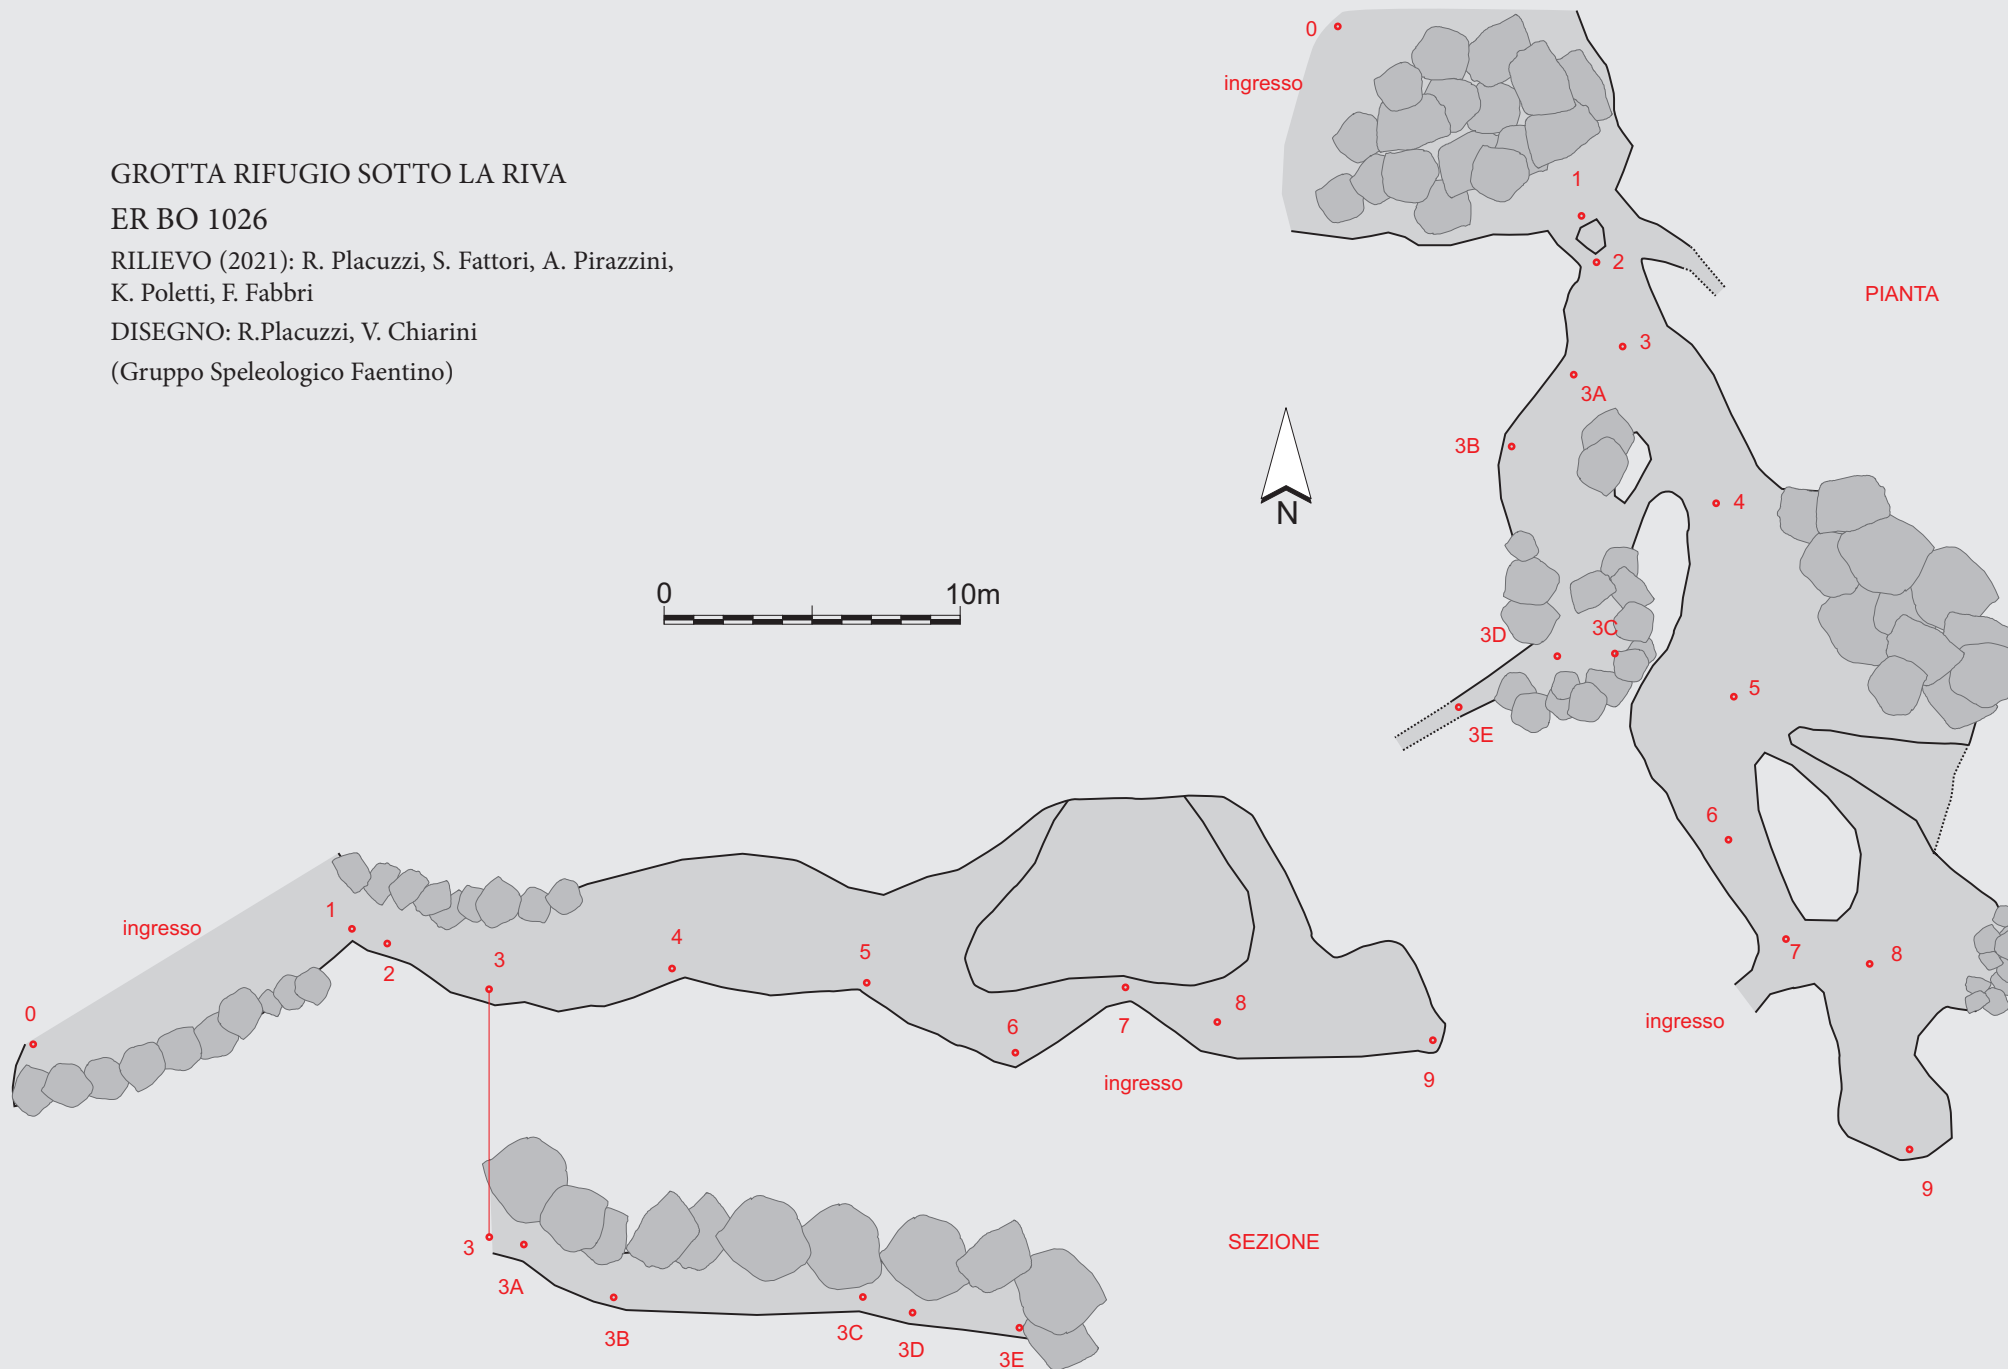 GROTTA RIFUGIO SOTTO LA RIVA
ER BO 1026
RILIEVO (2021): R. Placuzzi, S. Fattori, A. Pirazzini,
K. Poletti, F. Fabbri
DISEGNO: R.Placuzzi, V. Chiarini
(Gruppo Speleologico Faentino)
0
ingresso
1
2
PIANTA
3
3A
3B
4
N
0 10m
3D
3C
5
3E
6
7
8
ingresso
9
ingresso
0
1
2
3
4
5
6
7
8
ingresso
9
3
3A
3B
3C
3D
3E
SEZIONE